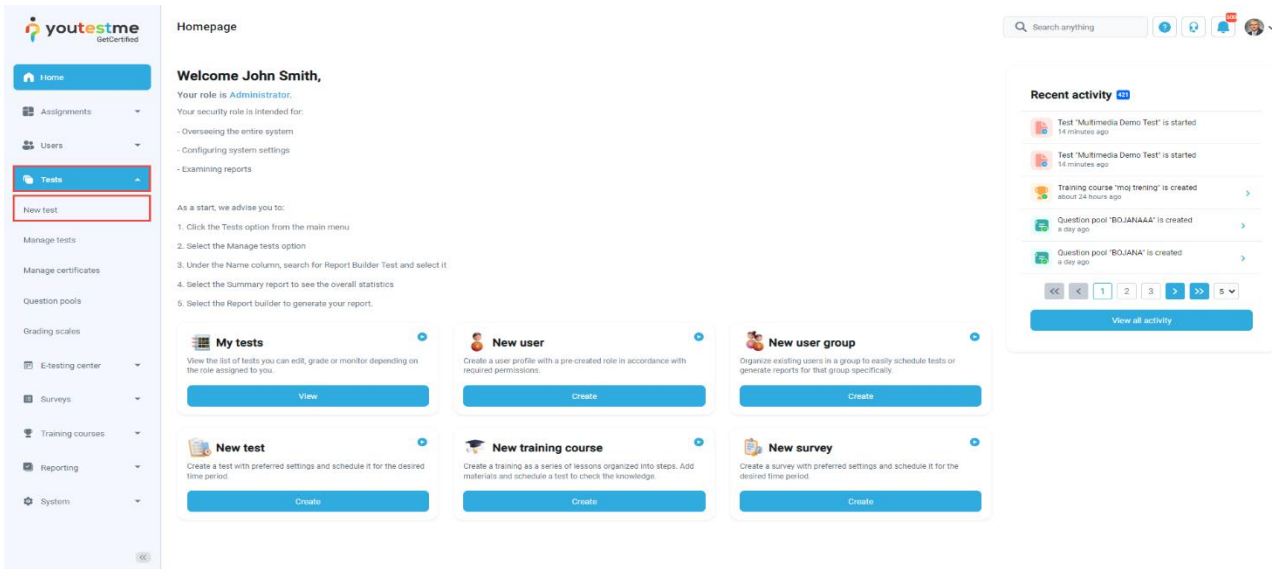 youtestme
GetCertified
Homepage
Search anything
500
Home
Assignments
Users
Tests
New test
Manage tests
Manage certificates
Question pools
Grading scales
E-testing center
Surveys
Training courses
Reporting
System
Welcome John Smith,
Your role is Administrator.
Your security role is intended for:
- Overseeing the entire system
- Configuring system settings
- Examining reports
As a start, we advise you to:
1. Click the Tests option from the main menu
2. Select the Manage tests option
3. Under the Name column, search for Report Builder Test and select it
4. Select the Summary report to see the overall statistics
5. Select the Report builder to generate your report.
My tests
View the list of tests you can edit, grade or monitor depending on
the role assigned to you.
View
New user
Create a user profile with a pre-created role in accordance with
required permissions.
Create
New user group
Organize existing users in a group to easily schedule tests or
generate reports for that group specifically.
Create
New test
Create a test with preferred settings and schedule it for the desired
time period.
Create
New training course
Create a training as a series of lessons organized into steps. Add
materials and schedule a test to check the knowledge.
Create
New survey
Create a survey with preferred settings and schedule it for the
desired time period.
Create
Recent activity 421
Test "Multimedia Demo Test" is started
14 minutes ago
Test "Multimedia Demo Test" is started
14 minutes ago
Training course "moj trening" is created
about 24 hours ago
Question pool "BOJANAAA" is created
a day ago
Question pool "BOJANA" is created
a day ago
1 2 3 5
View all activity